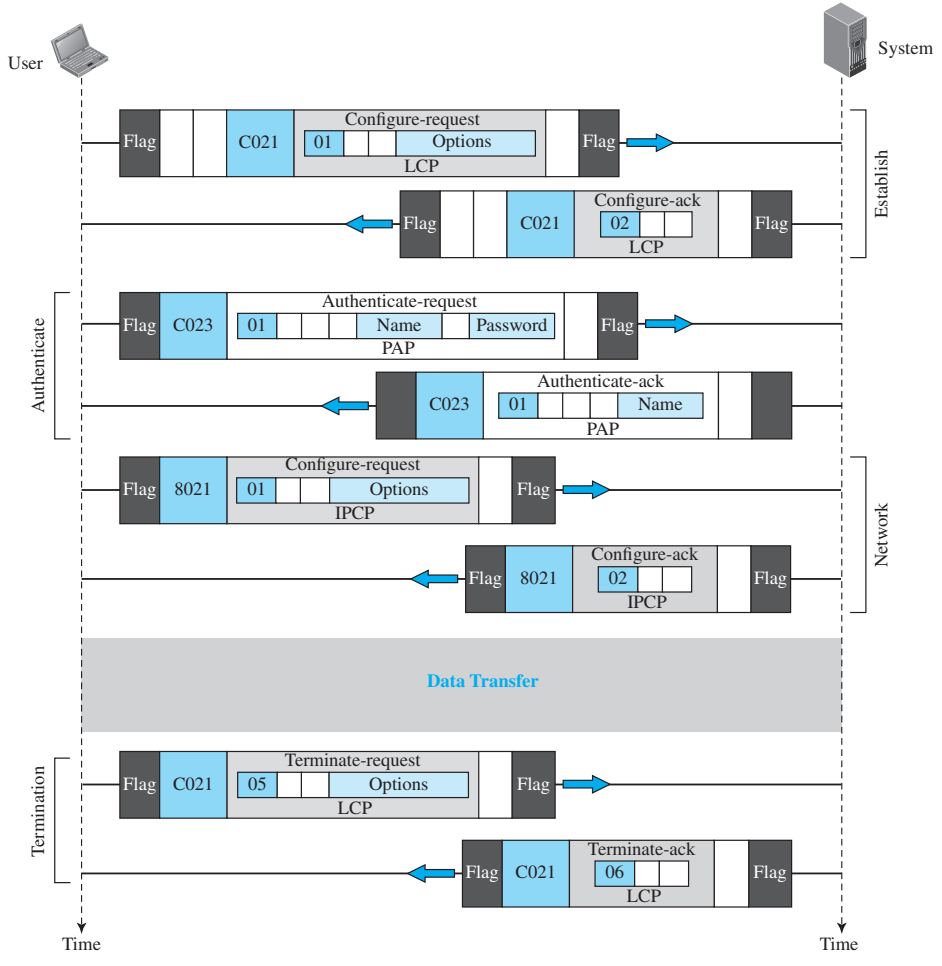 User
System
Configure-request
Flag C021 01 Options Flag
LCP
Establish
Configure-ack
Flag C021 02 Flag
LCP
Authenticate
Authenticate-request
Flag C023 01 Name Password Flag
PAP
Authenticate-ack
C023 01 Name
PAP
Configure-request
Flag 8021 01 Options Flag
IPCP
Network
Configure-ack
Flag 8021 02 Flag
IPCP
Data Transfer
Termination
Terminate-request
Flag C021 05 Options Flag
LCP
Terminate-ack
Flag C021 06 Flag
LCP
Time
Time